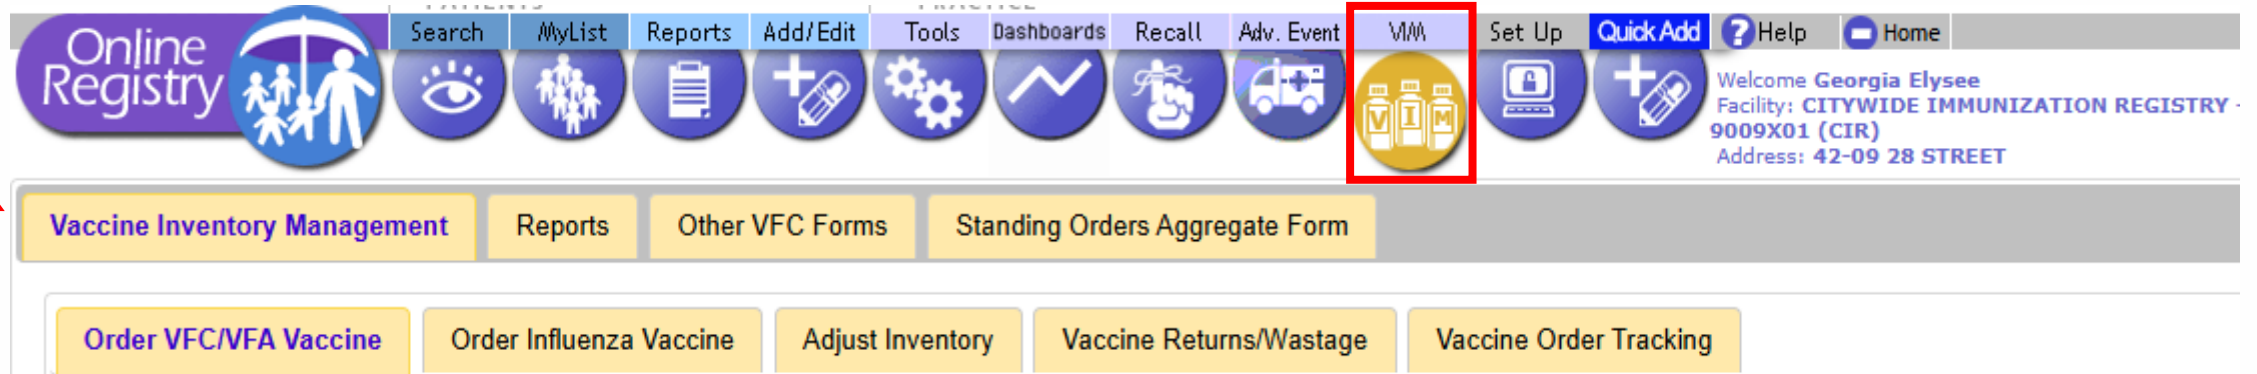 PATIENTS PRACTICE
Online
Registry
Search MyList Reports Add/Edit Tools Dashboards Recall Adv. Event VIM Set Up Quick Add ? Help Home
V I M
Welcome Georgia Elysee
Facility: CITYWIDE IMMUNIZATION REGISTRY -
9009X01 (CIR)
Address: 42-09 28 STREET
Vaccine Inventory Management Reports Other VFC Forms Standing Orders Aggregate Form
Order VFC/VFA Vaccine Order Influenza Vaccine Adjust Inventory Vaccine Returns/Wastage Vaccine Order Tracking